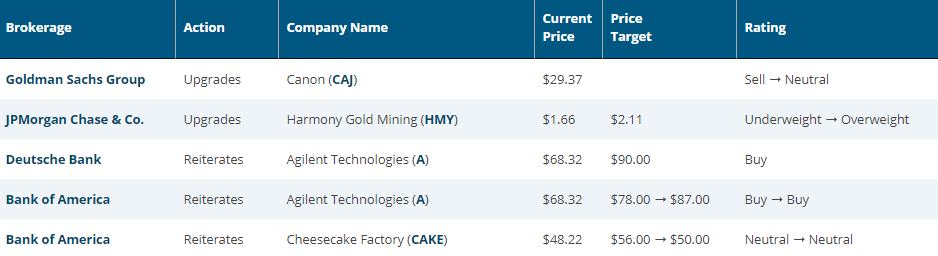 Brokerage Action Company Name Current Price Price Target Rating
Goldman Sachs Group Upgrades Canon (CAJ) $29.37 Sell → Neutral
JPMorgan Chase & Co. Upgrades Harmony Gold Mining (HMY) $1.66 $2.11 Underweight → Overweight
Deutsche Bank Reiterates Agilent Technologies (A) $68.32 $90.00 Buy
Bank of America Reiterates Agilent Technologies (A) $68.32 $78.00 → $87.00 Buy → Buy
Bank of America Reiterates Cheesecake Factory (CAKE) $48.22 $56.00 → $50.00 Neutral → Neutral